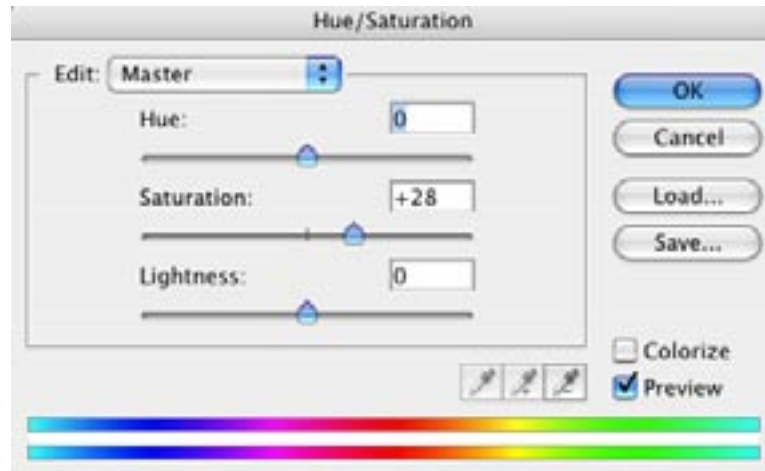 Hue/Saturation
Edit: Master
Hue: 0
Saturation: +28
Lightness: 0
OK
Cancel
Load...
Save...
Colorize
Preview